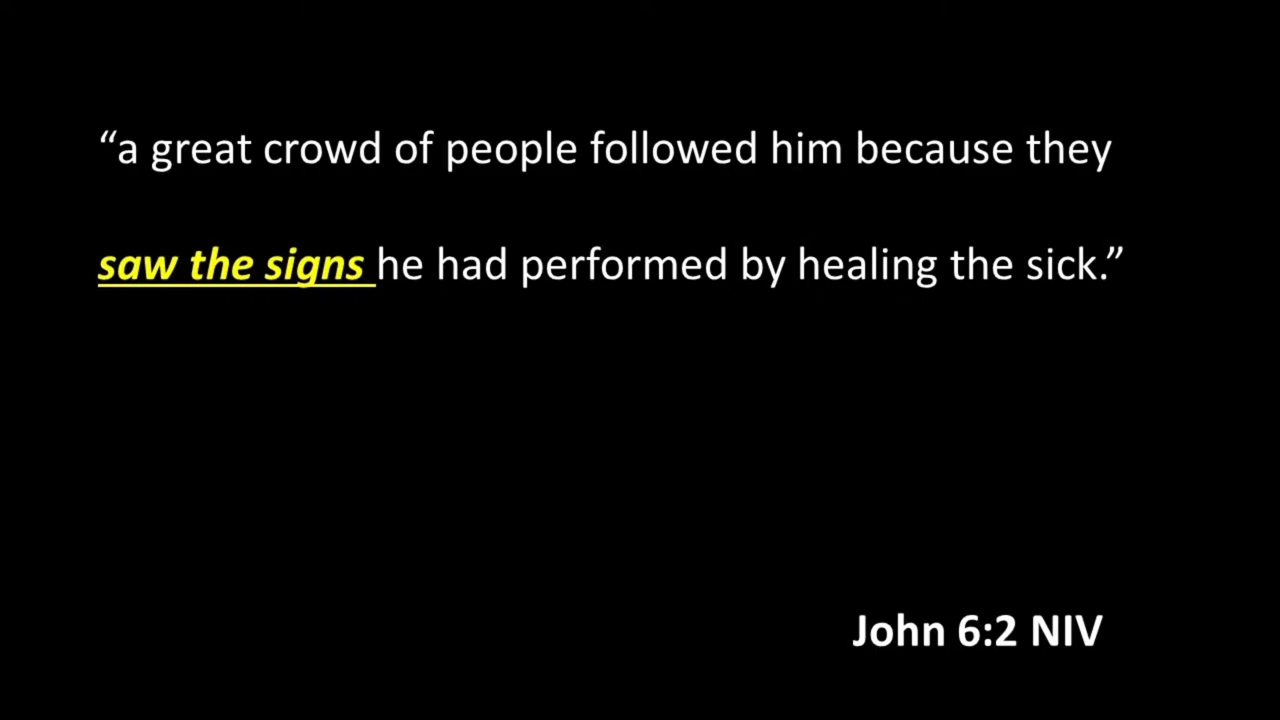 “a great crowd of people followed him because they
saw the signs he had performed by healing the sick.”
John 6:2 NIV